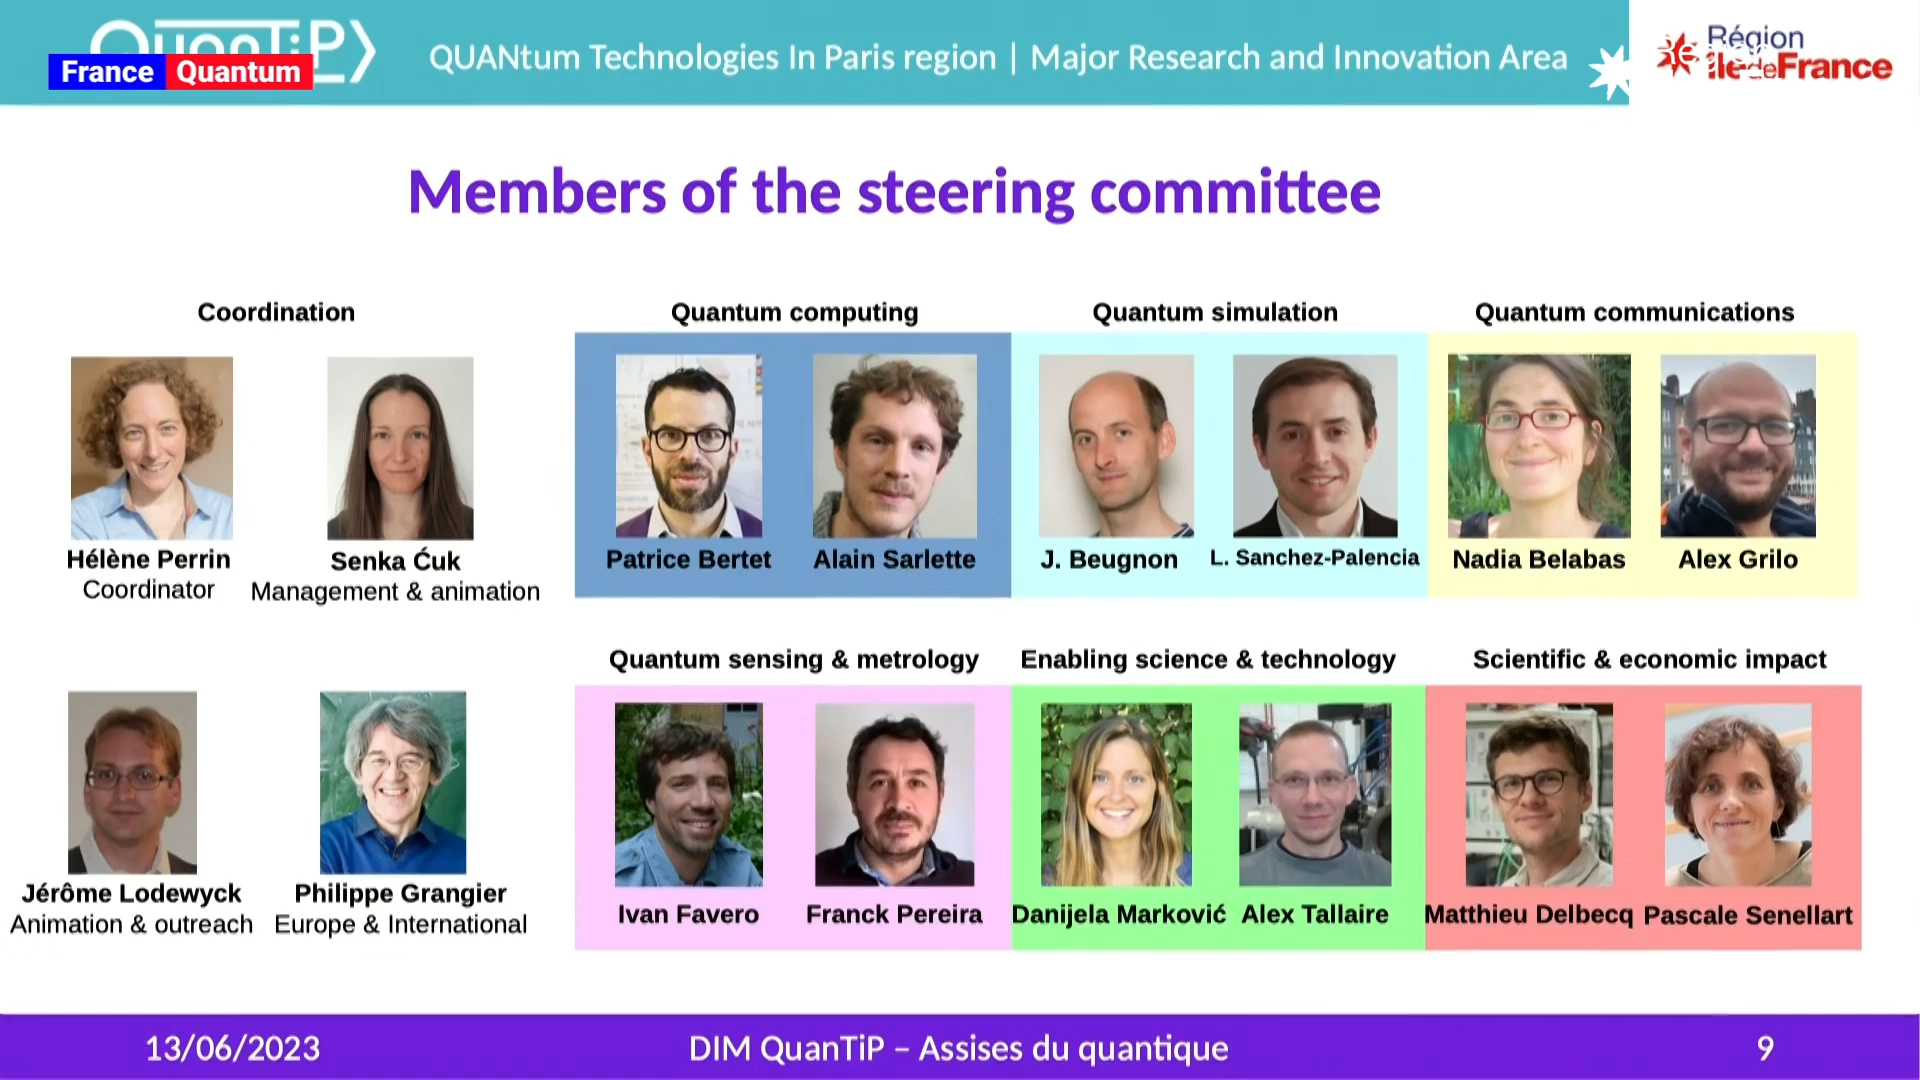 QuanTiP
France Quantum
QUANtum Technologies In Paris region | Major Research and Innovation Area
Région
îledeFrance
Members of the steering committee
Coordination
Quantum computing
Quantum simulation
Quantum communications
Hélène Perrin
Coordinator
Senka Ćuk
Management & animation
Patrice Bertet
Alain Sarlette
J. Beugnon
L. Sanchez-Palencia
Nadia Belabas
Alex Grilo
Quantum sensing & metrology
Enabling science & technology
Scientific & economic impact
Jérôme Lodewyck
Animation & outreach
Philippe Grangier
Europe & International
Ivan Favero
Franck Pereira
Danijela Marković
Alex Tallaire
Matthieu Delbecq
Pascale Senellart
13/06/2023
DIM QuanTiP – Assises du quantique
9